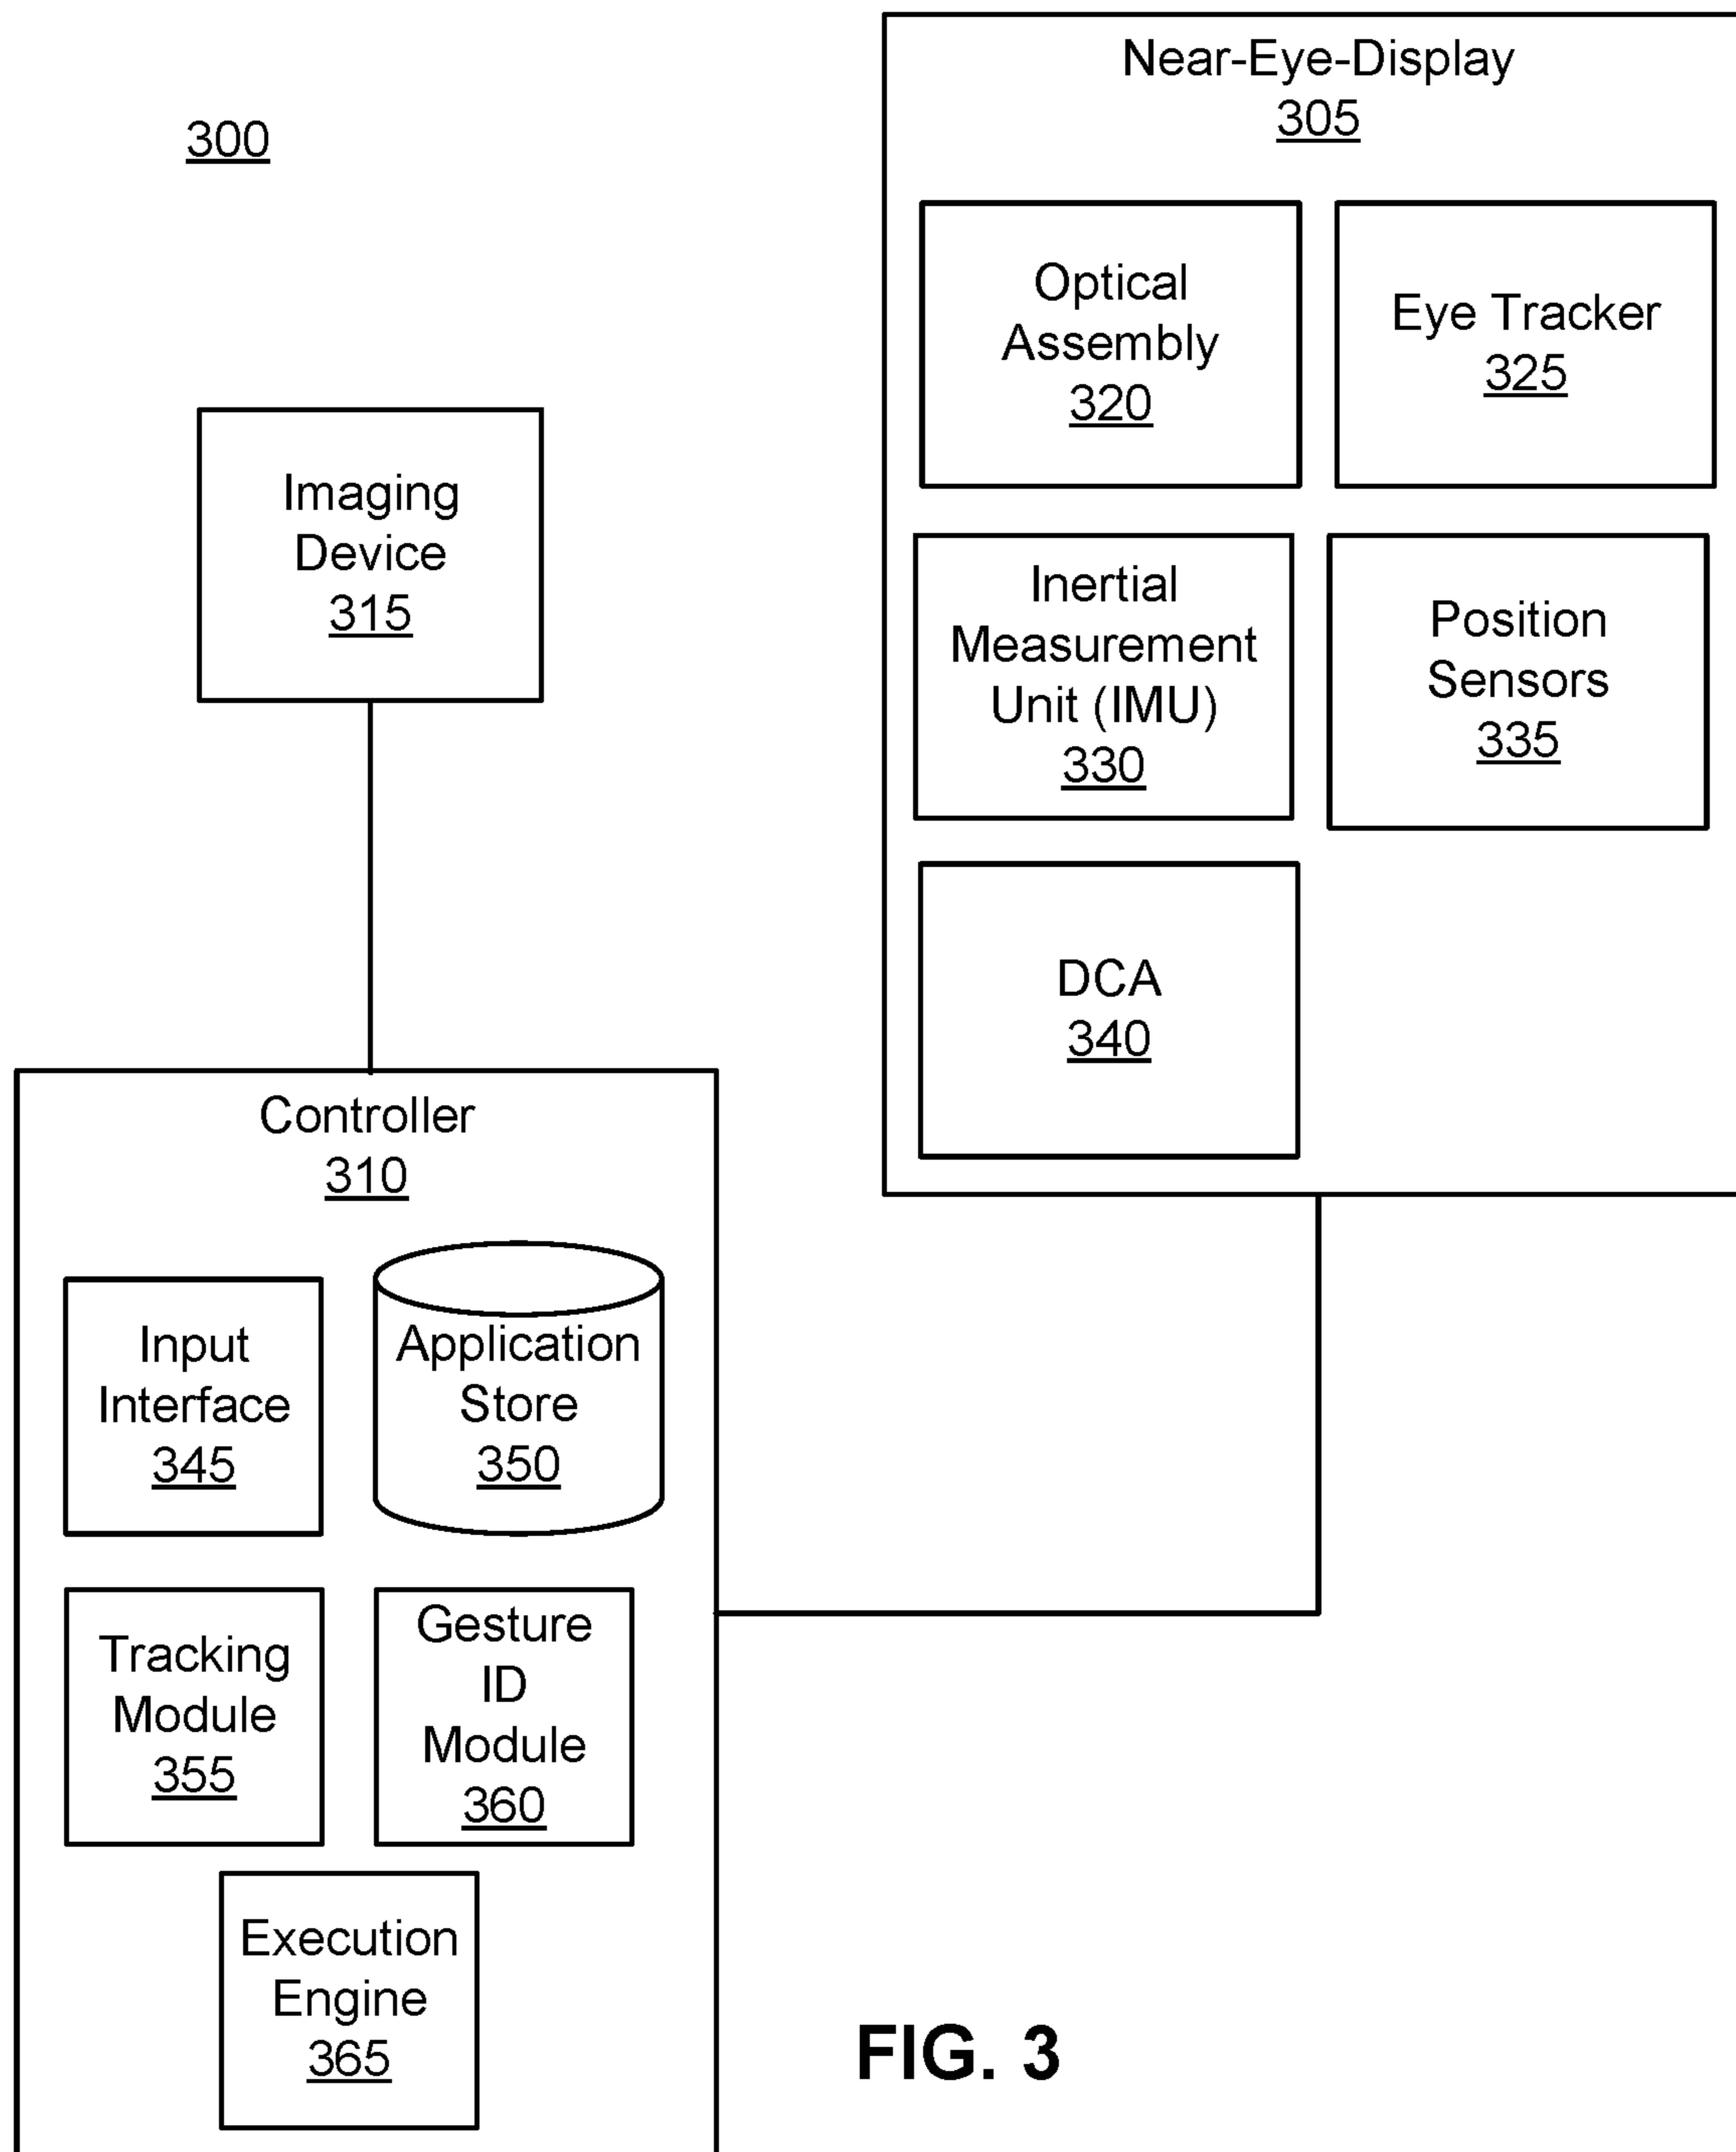 300
Near-Eye-Display
305
Optical
Assembly
320
Eye Tracker
325
Imaging
Device
315
Inertial
Measurement
Unit (IMU)
330
Position
Sensors
335
DCA
340
Controller
310
Input
Interface
345
Application
Store
350
Tracking
Module
355
Gesture
ID
Module
360
Execution
Engine
365
FIG. 3